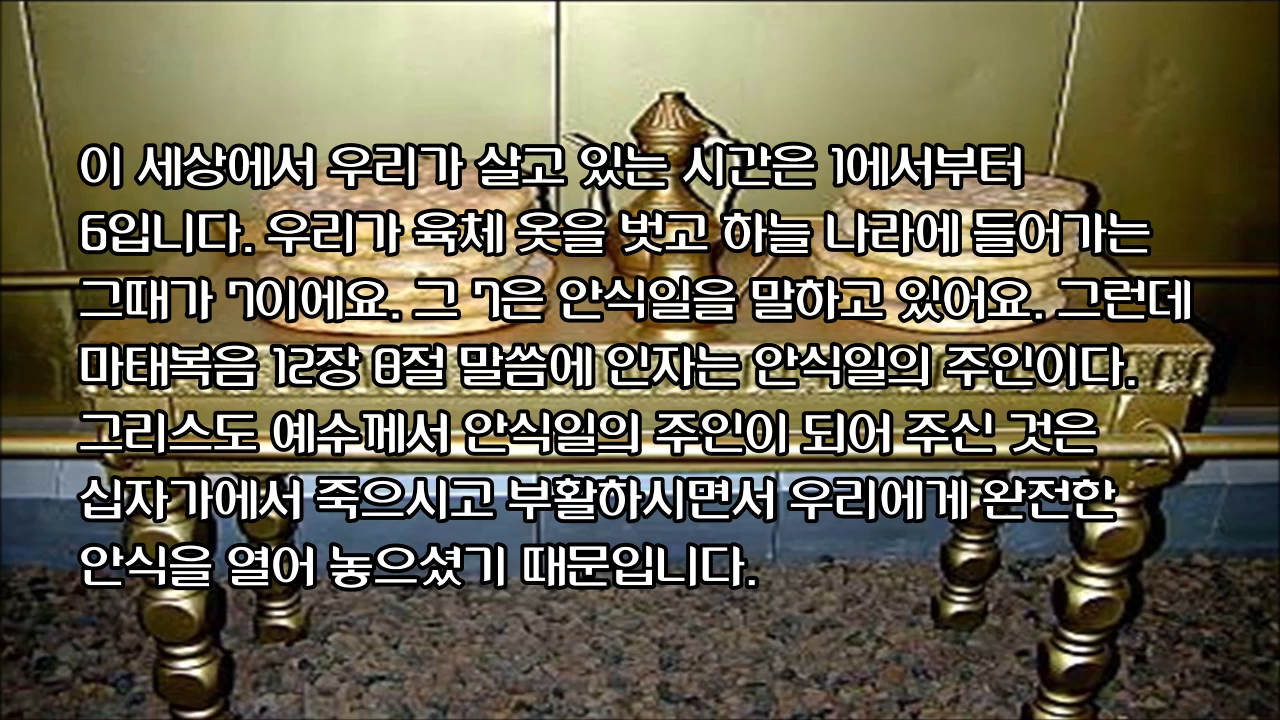 이 세상에서 우리가 살고 있는 시간은 1에서부터
6입니다. 우리가 육체 옷을 벗고 하늘 나라에 들어가는
그때가 7이에요. 그 7은 안식일을 말하고 있어요. 그런데
마태복음 12장 8절 말씀에 인자는 안식일의 주인이다.
그리스도 예수께서 안식일의 주인이 되어 주신 것은
십자가에서 죽으시고 부활하시면서 우리에게 완전한
안식을 열어 놓으셨기 때문입니다.